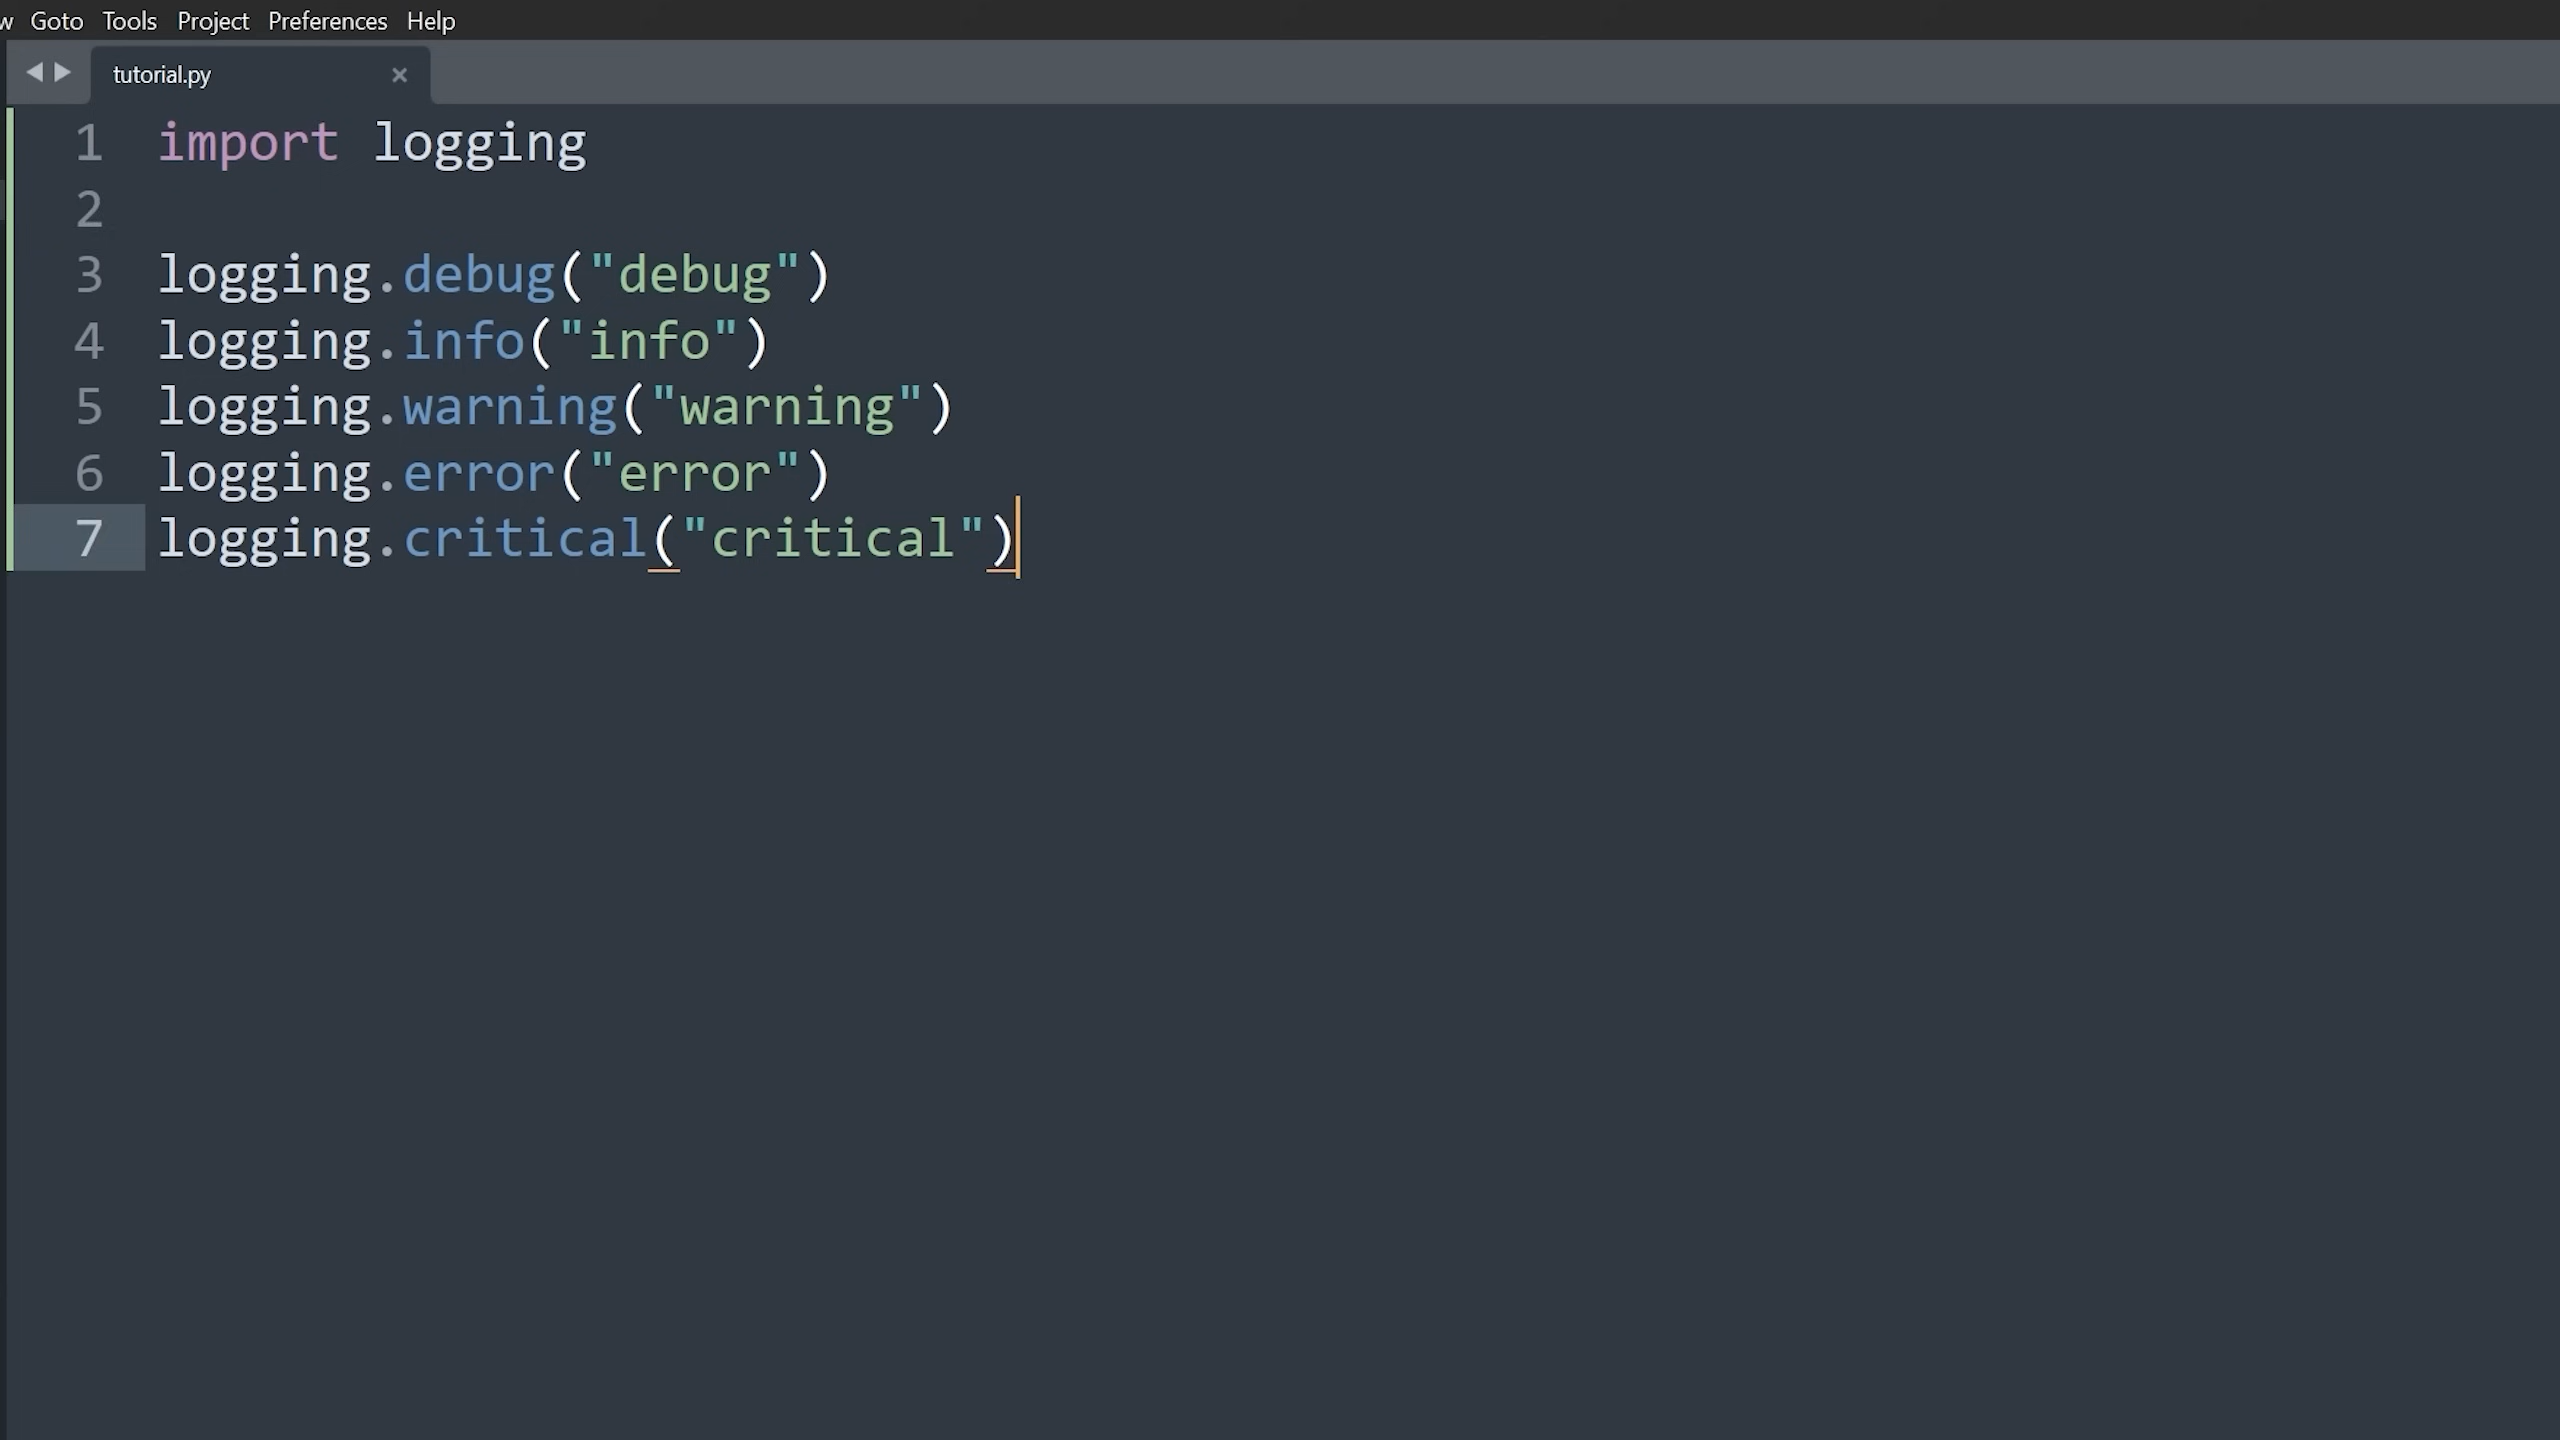 w Goto Tools Project Preferences Help
tutorial.py
1 import logging
2
3 logging.debug("debug")
4 logging.info("info")
5 logging.warning("warning")
6 logging.error("error")
7 logging.critical("critical")